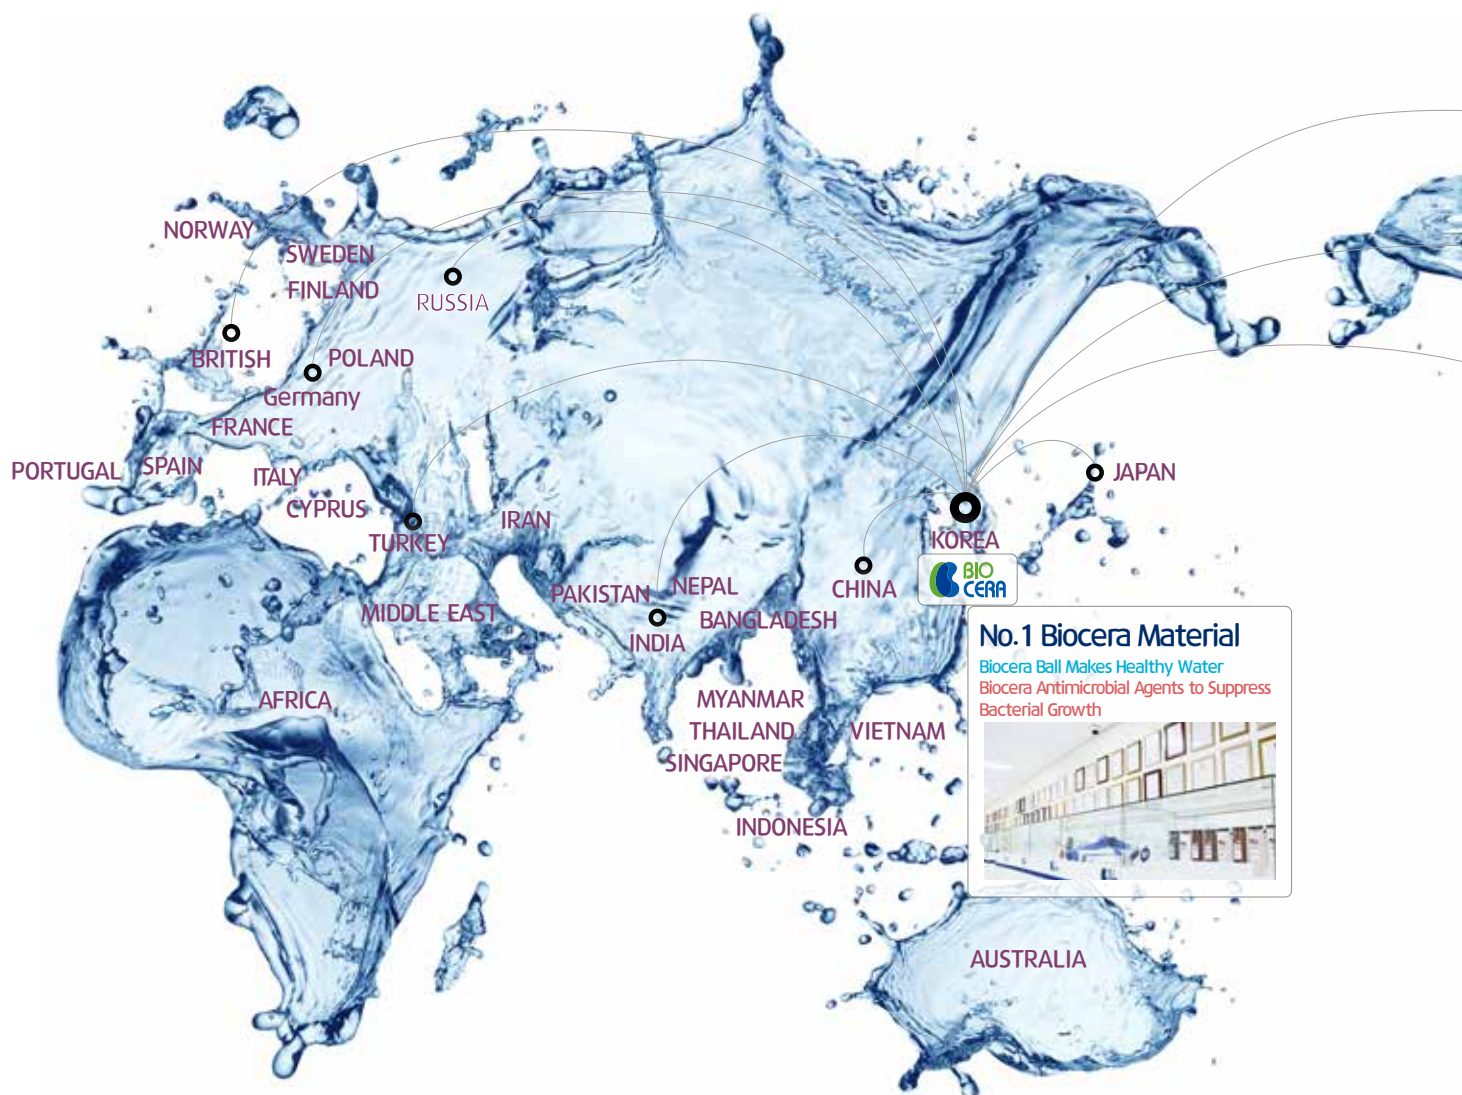 NORWAY
SWEDEN
FINLAND
RUSSIA
BRITISH
POLAND
Germany
FRANCE
PORTUGAL
SPAIN
ITALY
CYPRUS
TURKEY
IRAN
JAPAN
KOREA
BIO
CERA
CHINA
PAKISTAN
NEPAL
INDIA
BANGLADESH
MIDDLE EAST
AFRICA
MYANMAR
THAILAND
SINGAPORE
VIETNAM
INDONESIA
No.1 Biocera Material
Biocera Ball Makes Healthy Water
Biocera Antimicrobial Agents to Suppress
Bacterial Growth
AUSTRALIA